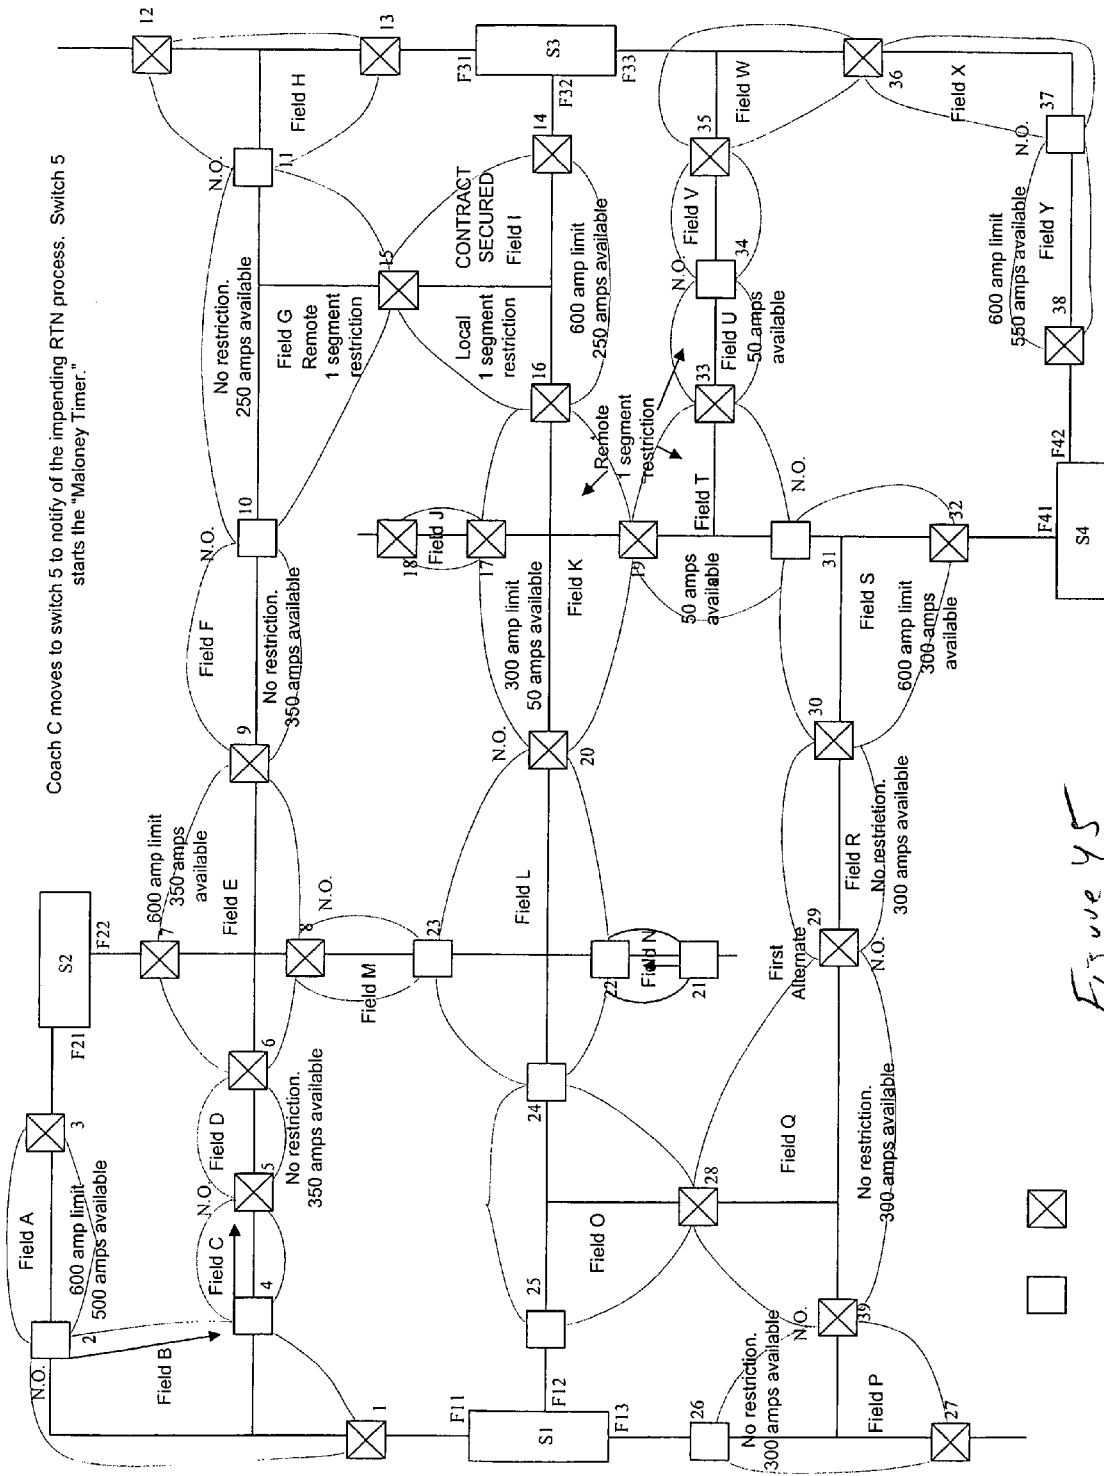 Coach C moves to switch 5 to notify of the impending RTN process. Switch 5
starts the "Maloney Timer."
12
13
N.O.
11
Field H
F31
S3
F32
F33
14
15
CONTRACT
SECURED
Field I
No restriction.
250 amps available
Field G
Remote
1 segment
restriction
Local
1 segment
restriction
600 amp limit
250 amps available
16
35
Field W
36
Field X
37
N.O.
Field V
34
N.O.
Field U
33
50 amps
available
600 amp limit
550 amps available
Field Y
38
F42
F41
S4
Remote
1 segment
restriction
Field T
N.O.
10
N.O.
Field F
No restriction.
350 amps available
9
18
Field J
17
Field K
300 amp limit
50 amps available
19
50 amps
available
31
32
Field S
600 amp limit
300 amps
available
N.O.
20
30
S2
F22
F21
7
600 amp limit
350 amps
available
Field E
8
N.O.
23
Field L
Field R
No restriction.
300 amps available
29
N.O.
First
Alternate
Field M
22
Field N
21
6
Field D
No restriction.
350 amps available
5
N.O.
Field C
4
3
Field A
600 amp limit
500 amps available
2
N.O.
Field B
1
F11
S1
F12
F13
24
25
Field O
28
Field Q
No restriction.
300 amps available
39
N.O.
26
No restriction.
300 amps available
Field P
27
Figure 45